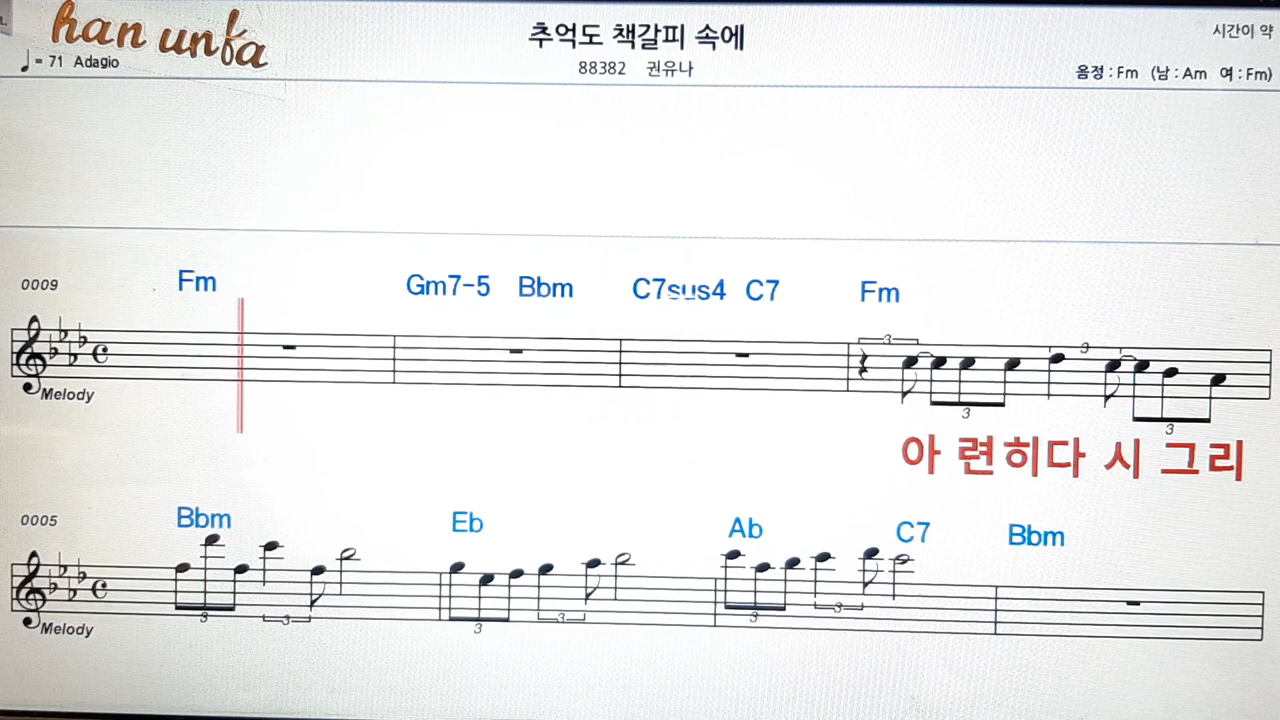 han unfa
추억도 책갈피 속에
시간이 약
♩= 71 Adagio
88382 권유나
음정 : Fm (남 : Am 여 : Fm)
0009 Fm Gm7-5 Bbm C7sus4 C7 Fm
3 3
Melody
3 3
아 련히다 시 그리
0005 Bbm Eb Ab C7 Bbm
Melody
3 3 3 3 3 3